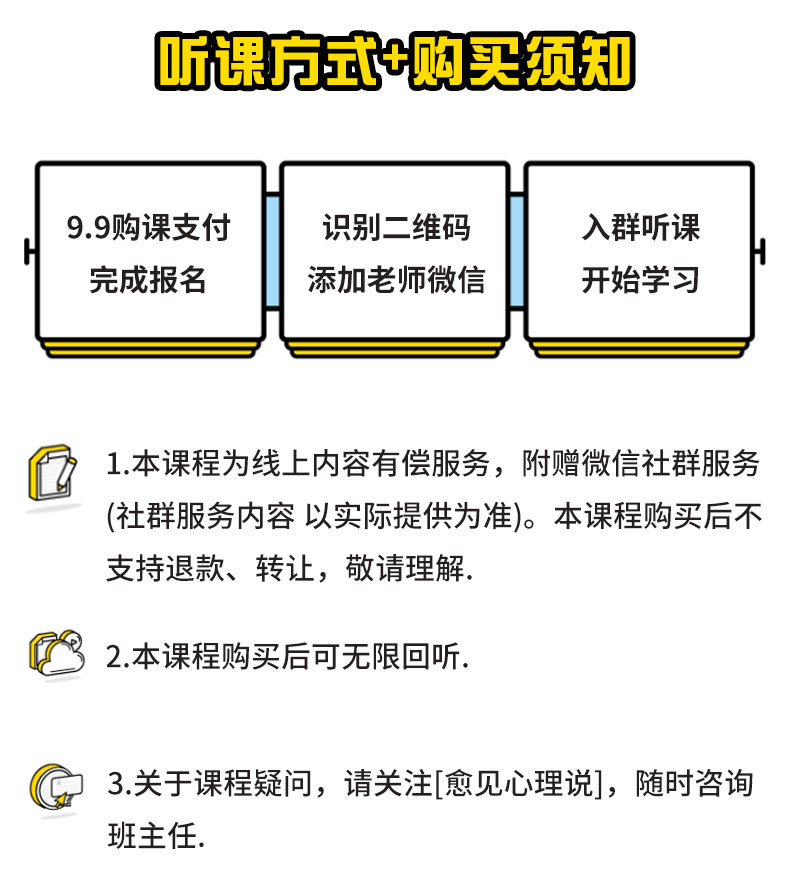 听课方式+购买须知
9.9购课支付
完成报名
识别二维码
添加老师微信
入群听课
开始学习
1.本课程为线上内容有偿服务，附赠微信社群服务
(社群服务内容 以实际提供为准)。本课程购买后不
支持退款、转让，敬请理解.
2.本课程购买后可无限回听.
3.关于课程疑问，请关注[愈见心理说]，随时咨询
班主任.